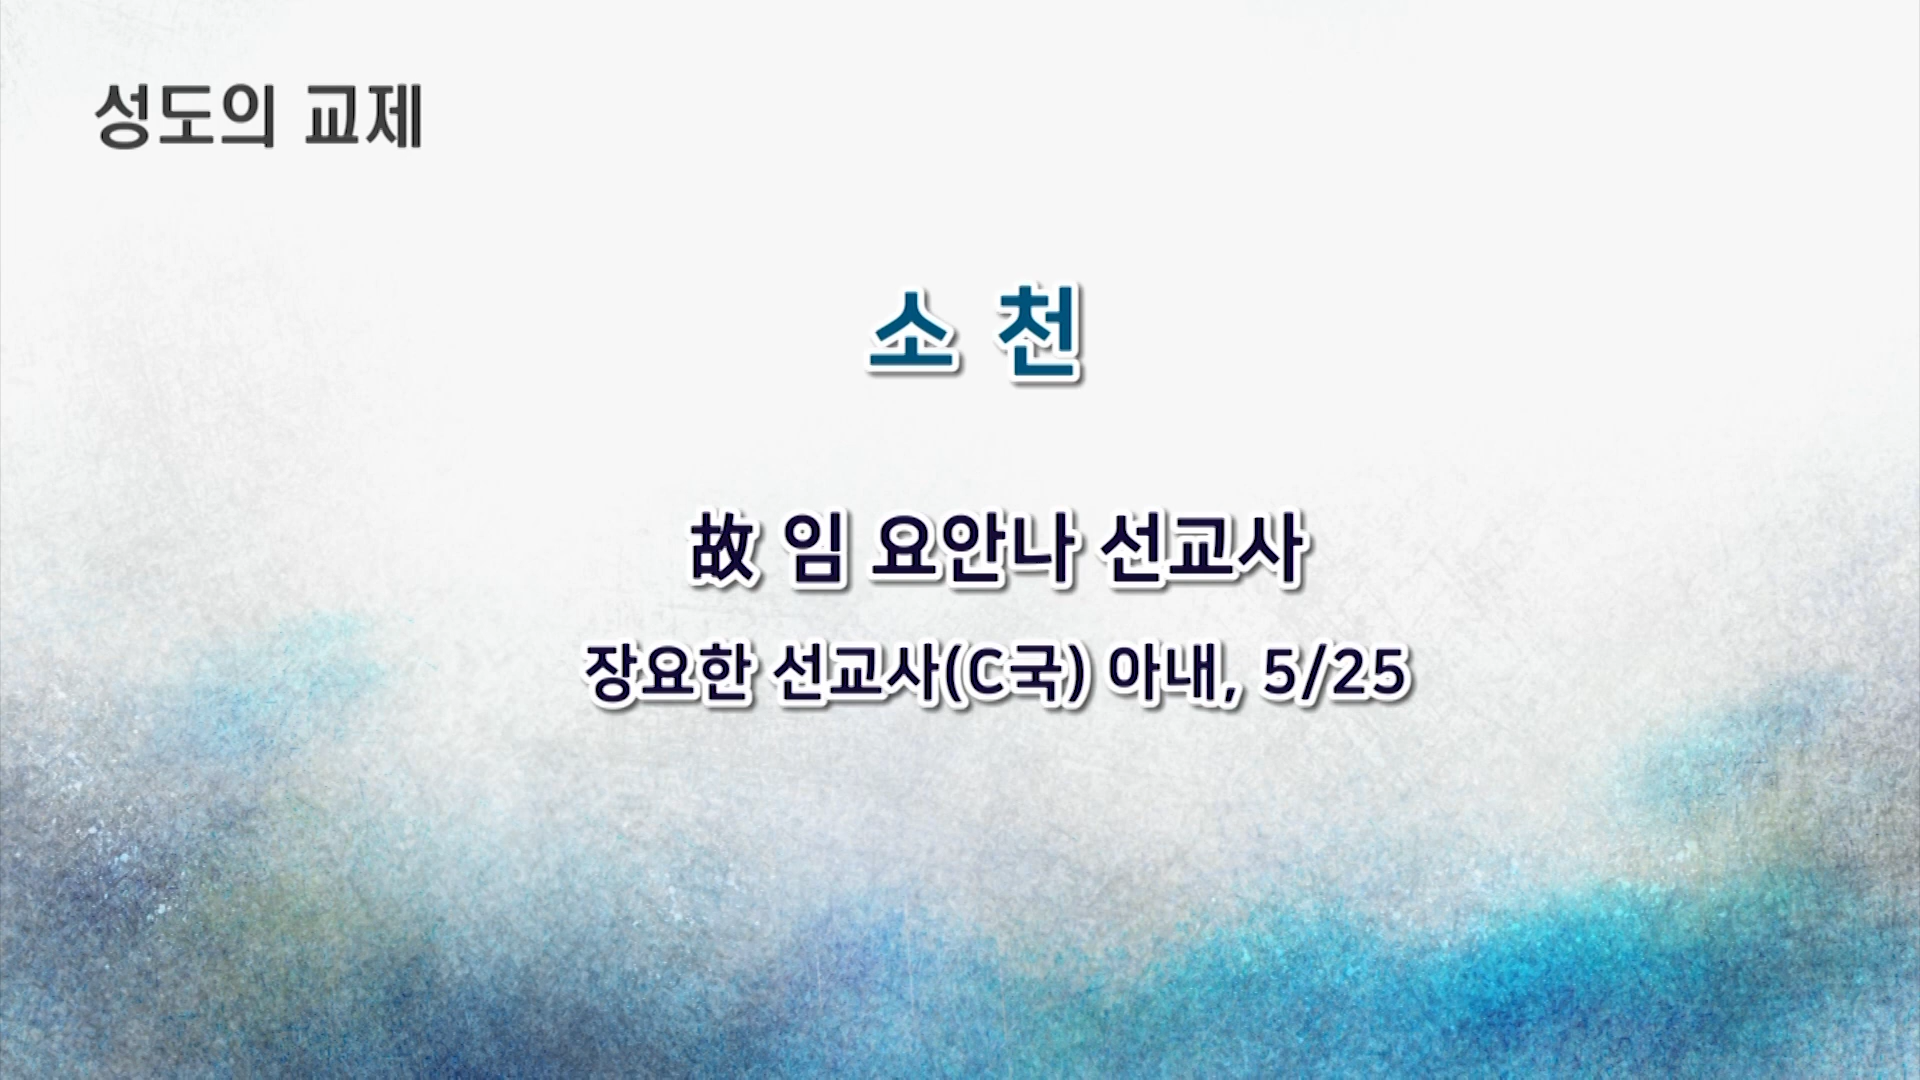 성도의 교제
소 천
故 임 요안나 선교사
장요한 선교사(C국) 아내, 5/25